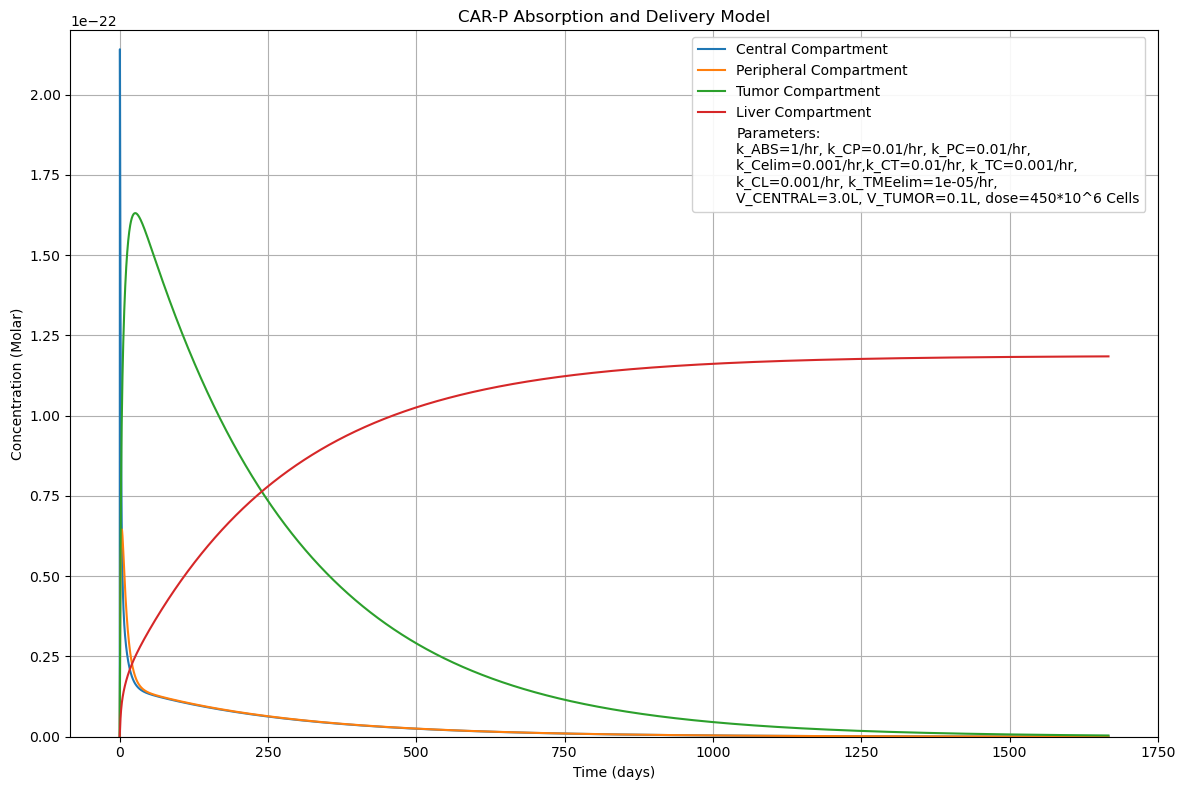 CAR-P Absorption and Delivery Model
1e−22
Central Compartment
Peripheral Compartment
Tumor Compartment
Liver Compartment
Parameters:
k_ABS=1/hr, k_CP=0.01/hr, k_PC=0.01/hr,
k_Celim=0.001/hr,k_CT=0.01/hr, k_TC=0.001/hr,
k_CL=0.001/hr, k_TMEelim=1e-05/hr,
V_CENTRAL=3.0L, V_TUMOR=0.1L, dose=450*10^6 Cells
Concentration (Molar)
2.00
1.75
1.50
1.25
1.00
0.75
0.50
0.25
0.00
0
250
500
750
1000
1250
1500
1750
Time (days)